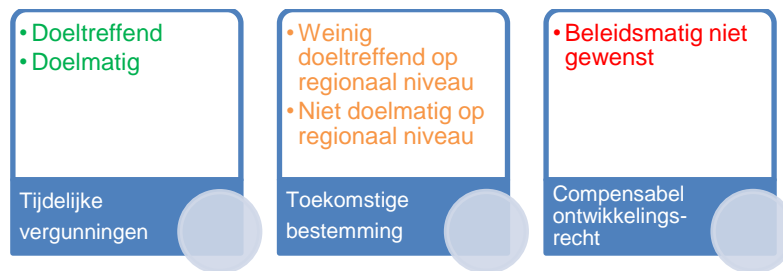 • Doeltreffend
• Doelmatig
Tijdelijke
vergunningen
• Weinig
doeltreffend op
regionaal niveau
• Niet doelmatig op
regionaal niveau
Toekomstige
bestemming
• Beleidsmatig niet
gewenst
Compensabel
ontwikkelings-
recht